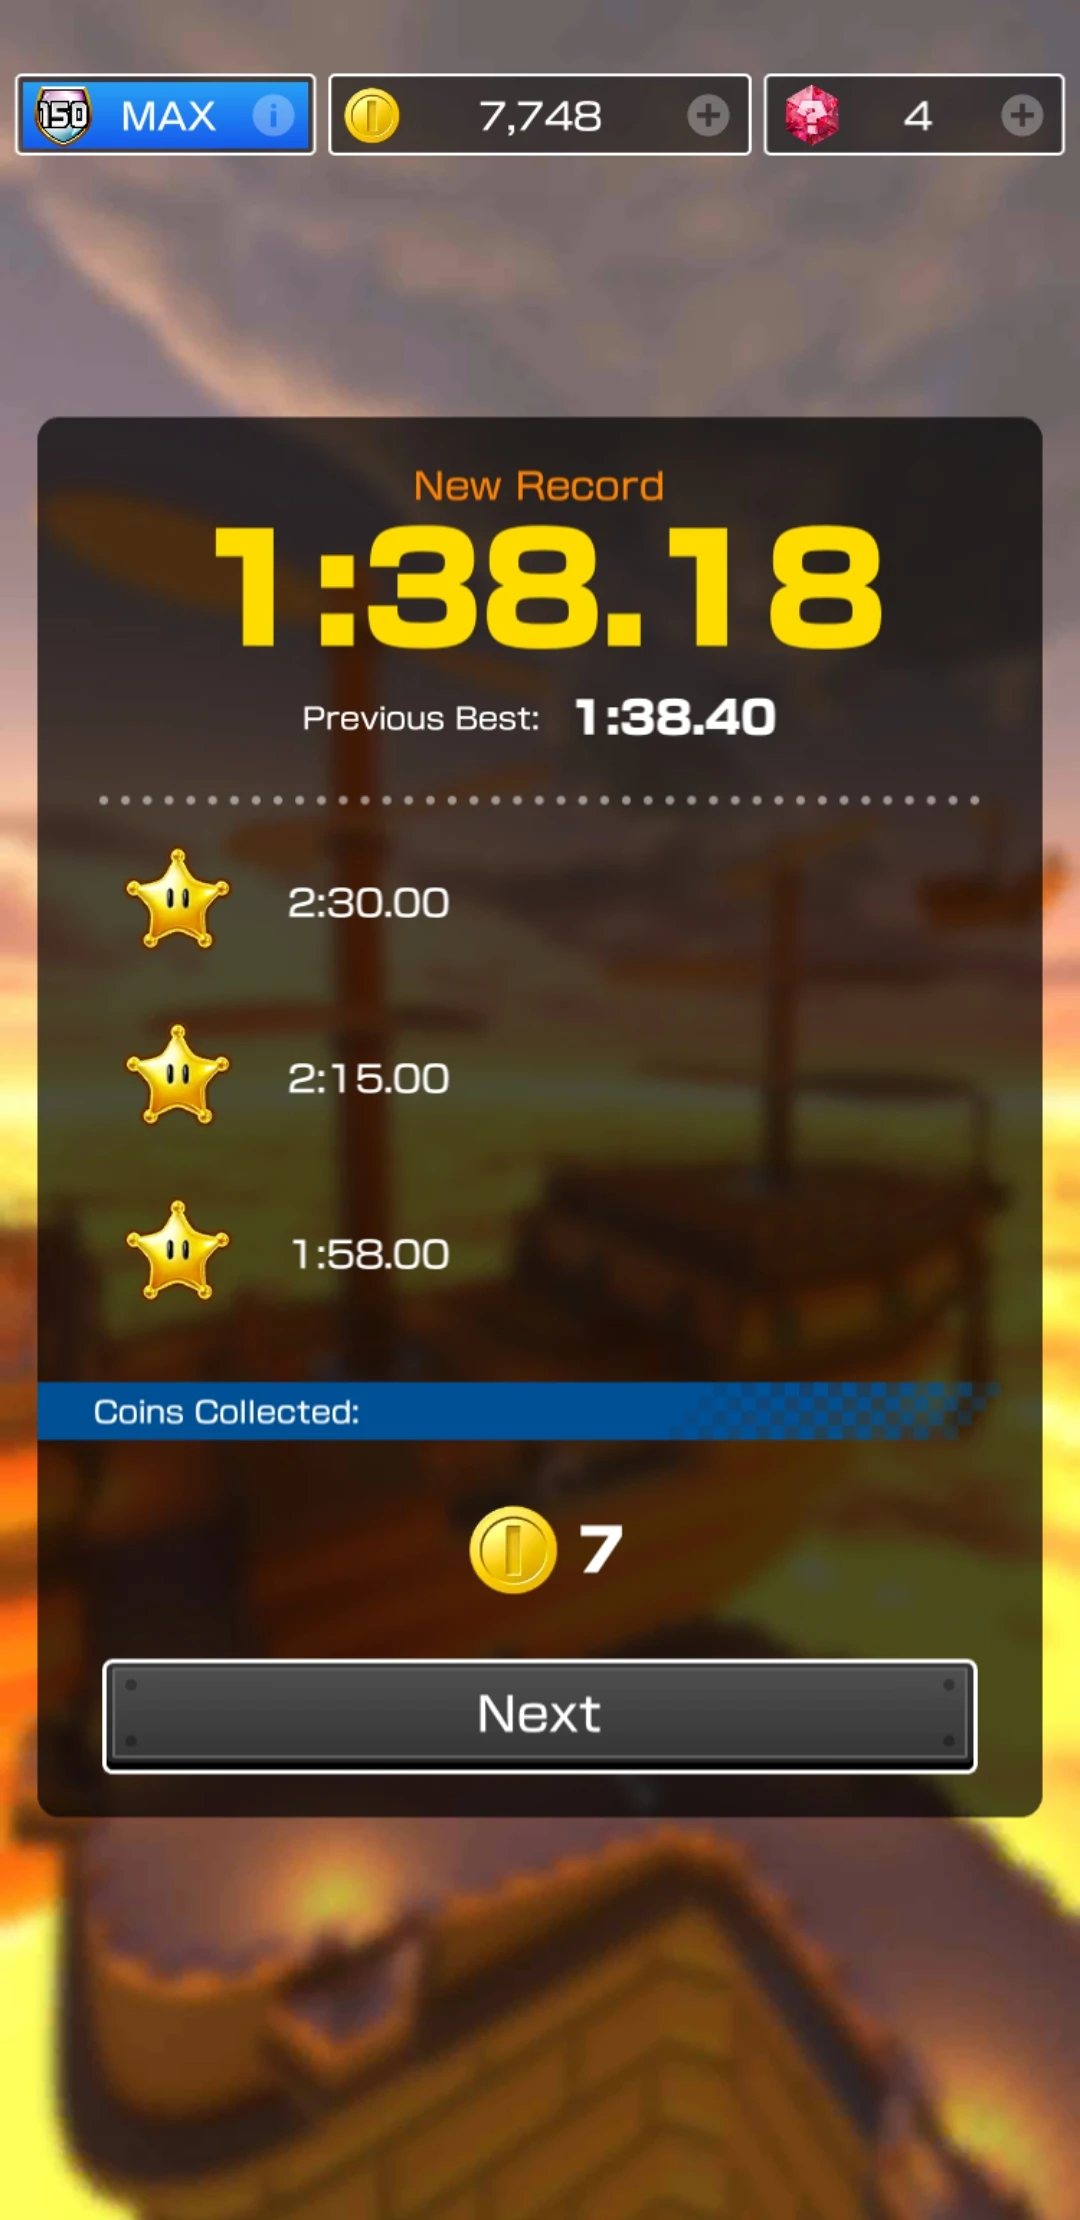 150 MAX i 7,748 + ? 4 +
New Record
1:38.18
Previous Best: 1:38.40
2:30.00
2:15.00
1:58.00
Coins Collected:
7
Next